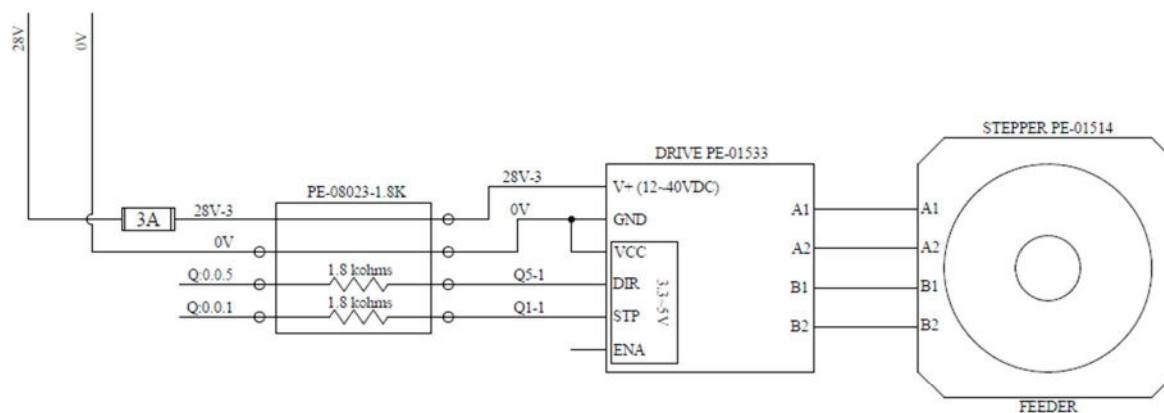 28V
0V
STEPPER PE-01514
DRIVE PE-01533
PE-08023-1.8K
28V-3
V+ (12~40VDC)
3A
28V-3
0V
GND
A1
A1
0V
VCC
A2
A2
Q:0.0.5
1.8 kohms
Q5-1
DIR
3.3~5V
B1
B1
Q:0.0.1
1.8 kohms
Q1-1
STP
B2
B2
ENA
FEEDER